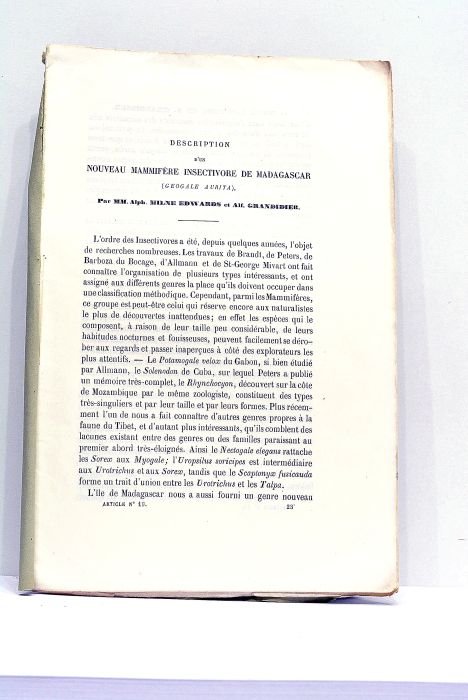 DESCRIPTION
D'UN
NOUVEAU MAMMIFÈRE INSECTIVORE DE MADAGASCAR
(GEOGALE AURITA),
Par MM. Alph. MILNE EDWARDS et Alf. GRANDIDIER.
L'ordre des Insectivores a été, depuis quelques années, l'objet
de recherches nombreuses. Les travaux de Brandt, de Peters, de
Barboza du Bocage, d'Allmann et de St-George Mivart ont fait
connaître l'organisation de plusieurs types intéressants, et ont
assigné aux différents genres la place qu'ils doivent occuper dans
une classification méthodique. Cependant, parmi les Mammifères,
ce groupe est peut-être celui qui réserve encore aux naturalistes
le plus de découvertes inattendues; en effet les espèces qui le
composent, à raison de leur taille peu considérable, de leurs
habitudes nocturnes et fouisseuses, peuvent facilement se déro-
ber aux regards et passer inaperçues à côté des explorateurs les
plus attentifs. — Le Potamogale velox du Gabon, si bien étudié
par Allmann, le Solenodon de Cuba, sur lequel Peters a publié
un mémoire très-complet, le Rhynchocyon, découvert sur la côte
de Mozambique par le même zoologiste, constituent des types
très-singuliers et par leur taille et par leurs formes. Plus récem-
ment l'un de nous a fait connaître d'autres genres propres à la
faune du Tibet, et d'autant plus intéressants, qu'ils comblent des
lacunes existant entre des genres ou des familles paraissant au
premier abord très-éloignés. Ainsi le Nectogale elegans rattache
les Sorex aux Myogale; l'Uropsilus soricipes est intermédiaire
aux Urotrichus et aux Sorex, tandis que le Scaptonyx fusicauda
forme un trait d'union entre les Urotrichus et les Talpa.
L'île de Madagascar nous a aussi fourni un genre nouveau
ARTICLE N° 19. 23*